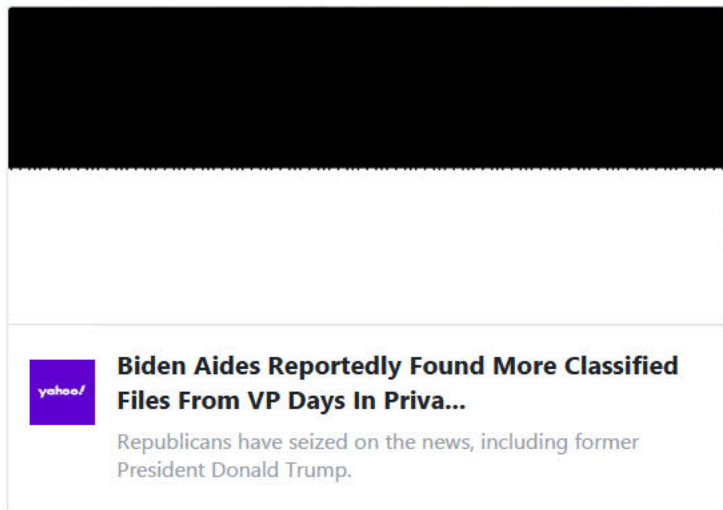 yahoo!
Biden Aides Reportedly Found More Classified
Files From VP Days In Priva...
Republicans have seized on the news, including former
President Donald Trump.